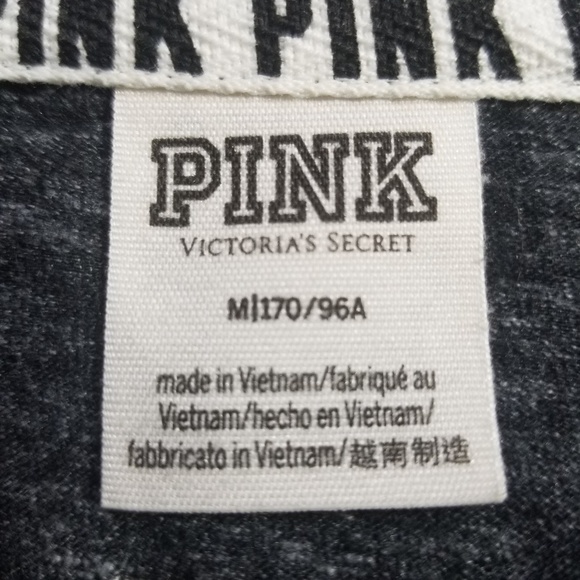 PINK PINK
PINK
VICTORIA'S SECRET
M|170/96A
made in Vietnam/fabriqué au
Vietnam/hecho en Vietnam/
fabbricato in Vietnam/越南制造